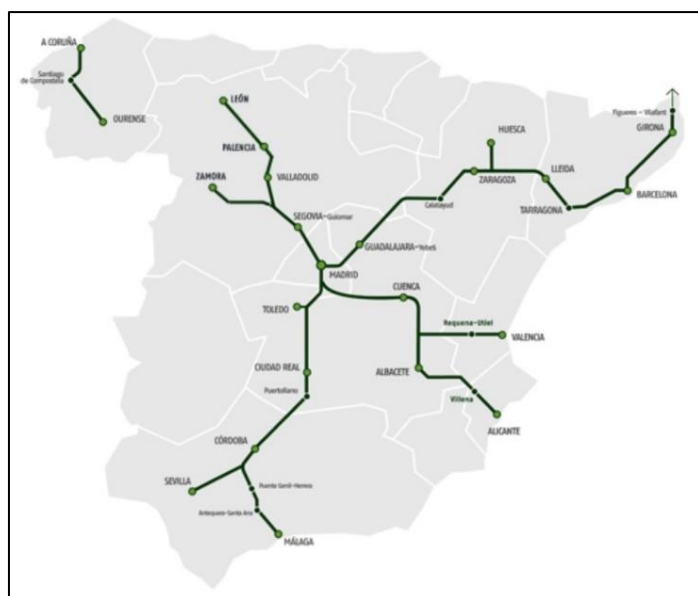 A CORUÑA
Santiago
de Compostela
OURENSE
LEÓN
PALENCIA
VALLADOLID
ZAMORA
SEGOVIA-Guiomar
HUESCA
Figueres - Vilafant
GIRONA
ZARAGOZA
LLEIDA
BARCELONA
Calatayud
TARRAGONA
GUADALAJARA-Yebes
MADRID
CUENCA
TOLEDO
Requena-Utiel
VALENCIA
CIUDAD REAL
ALBACETE
Puertollano
Villena
ALICANTE
CÓRDOBA
SEVILLA
Puente Genil-Herrera
Antequera-Santa Ana
MÁLAGA